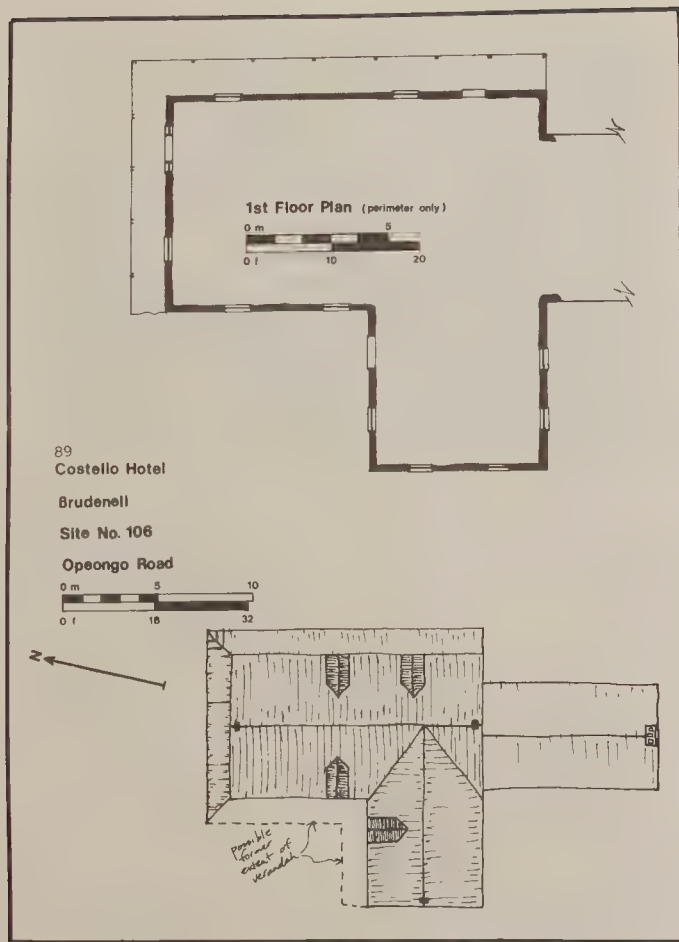 1st Floor Plan (perimeter only)
0 m 5
0 f 10 20
89
Costello Hotel
Brudenell
Site No. 106
Opeongo Road
0 m 5 10
0 f 16 32
N
possible
former
extent of
verandah